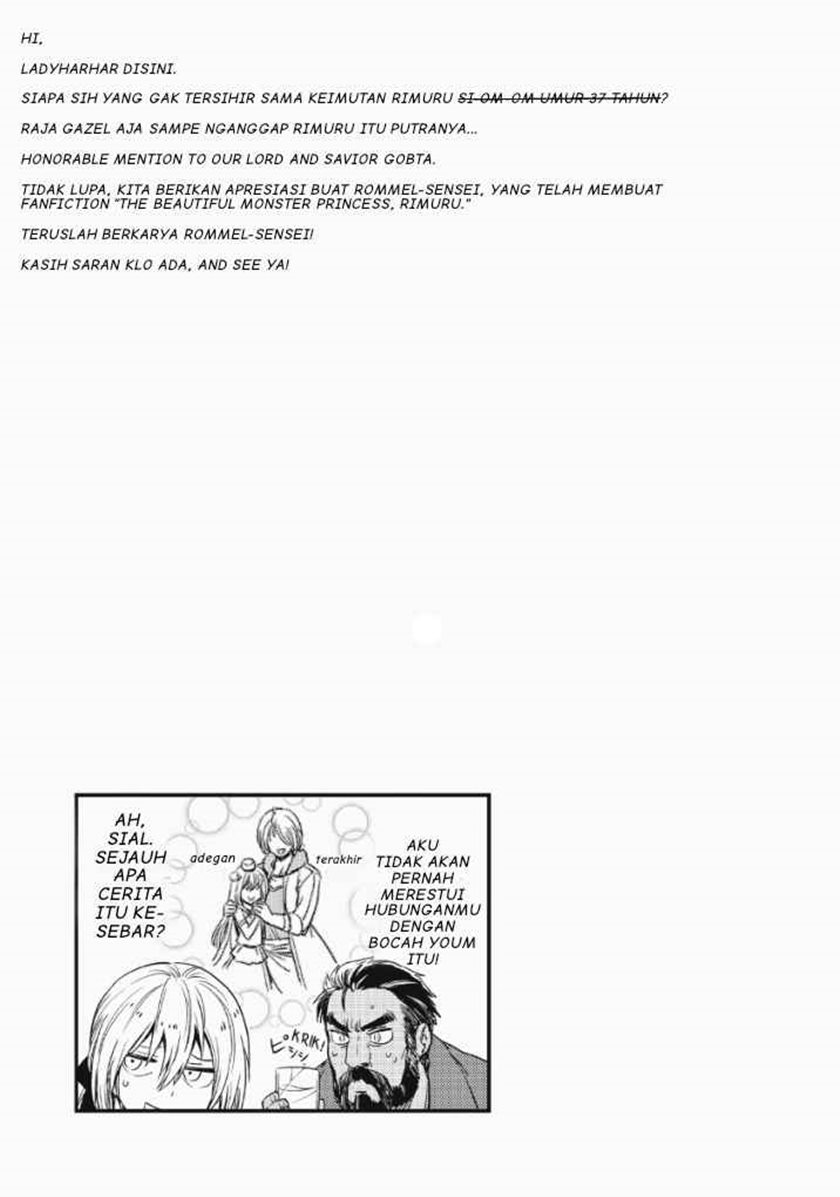 HI,
LADYHARHAR DISINI.
SIAPA SIH YANG GAK TERSIHIR SAMA KEIMUTAN RIMURU SI OM-OM UMUR 37 TAHUN?
RAJA GAZEL AJA SAMPE NGANGGAP RIMURU ITU PUTRANYA...
HONORABLE MENTION TO OUR LORD AND SAVIOR GOBTA.
TIDAK LUPA, KITA BERIKAN APRESIASI BUAT ROMMEL-SENSEI, YANG TELAH MEMBUAT
FANFICTION "THE BEAUTIFUL MONSTER PRINCESS, RIMURU."
TERUSLAH BERKARYA ROMMEL-SENSEI!
KASIH SARAN KLO ADA, AND SEE YA!
AKU
TIDAK AKAN
PERNAH
MERESTUI
HUBUNGANMU
DENGAN
BOCAH YOUM
ITU!
adegan
terakhir
AH,
SIAL.
SEJAUH
APA
CERITA
ITU KE-
SEBAR?
KRIK!